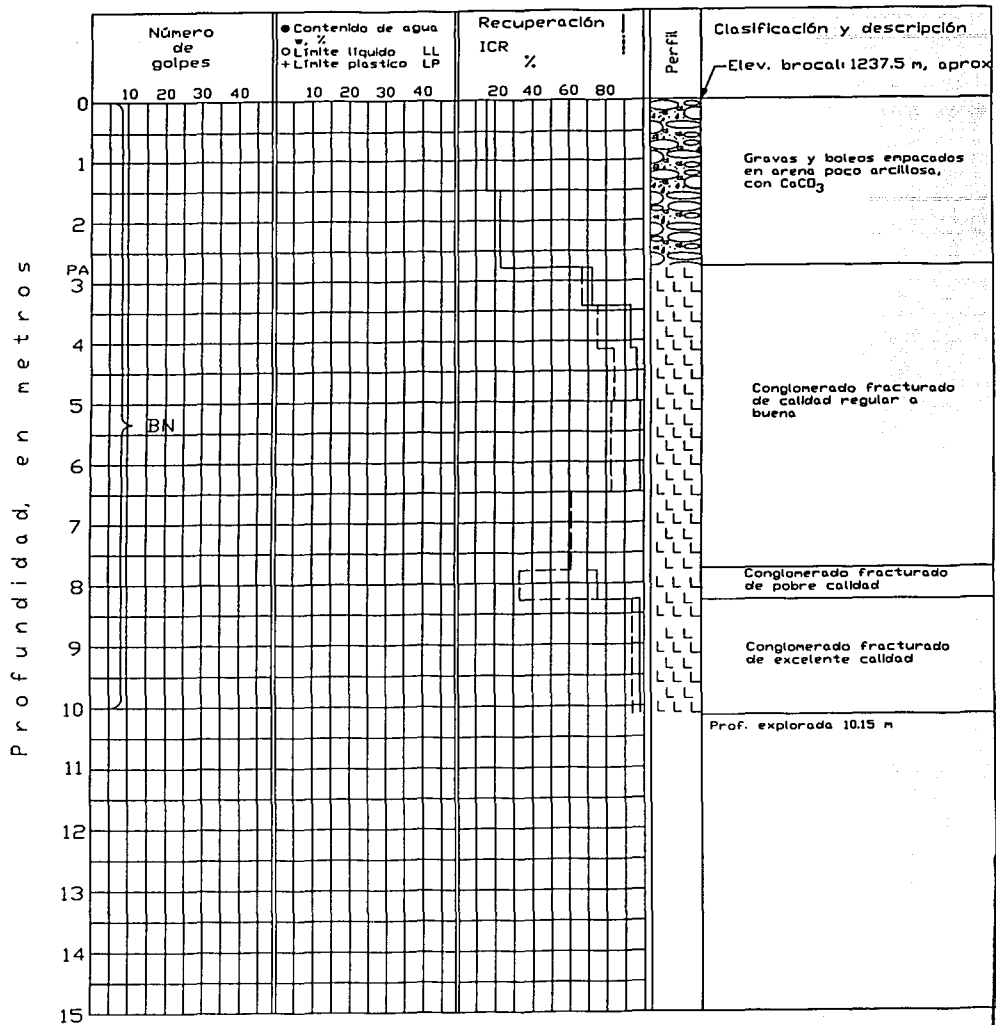 Número
de
golpes
● Contenido de agua
w, %
○ Límite líquido LL
+ Límite plástico LP
Recuperación
ICR
%
Perfil
Clasificación y descripción
Elev. brocal: 1237.5 m, aprox
10 20 30 40
10 20 30 40
20 40 60 80
Profundidad, en metros
0
1
2
PA
3
4
5
6
7
8
9
10
11
12
13
14
15
BN
Gravas y boleos empacados
en arena poco arcillosa,
con CaCO3
Conglomerado fracturado
de calidad regular a
buena
Conglomerado fracturado
de pobre calidad
Conglomerado fracturado
de excelente calidad
Prof. explorada 10.15 m